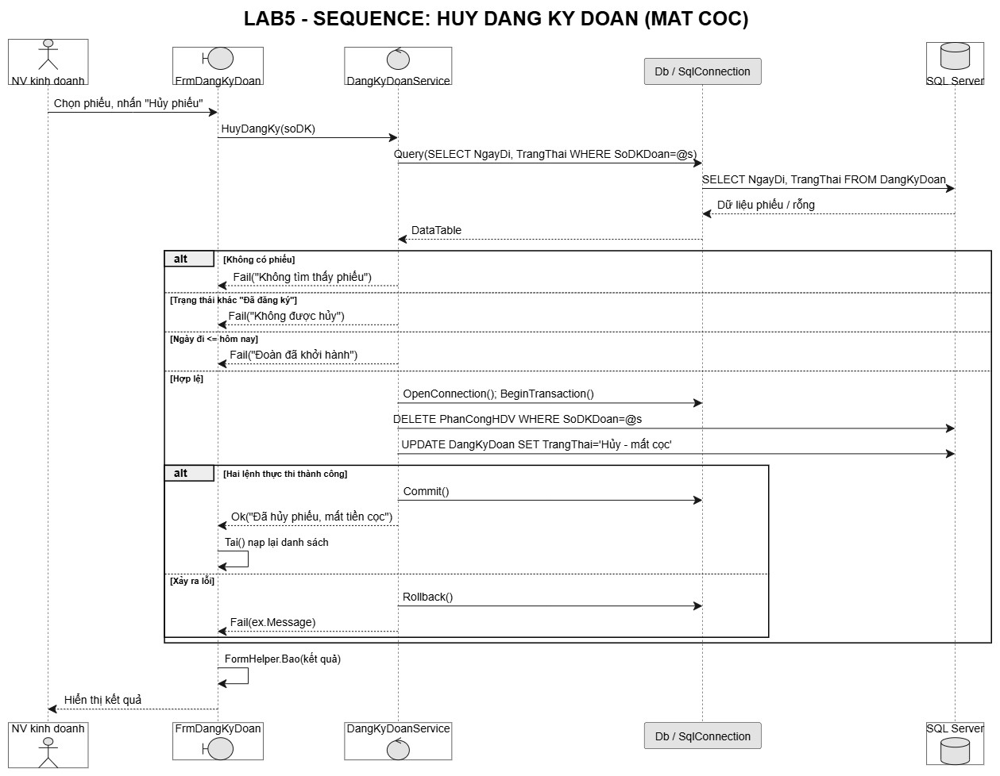 LAB5 - SEQUENCE: HUY DANG KY DOAN (MAT COC)
NV kinh doanh
FrmDangKyDoan
DangKyDoanService
Db / SqlConnection
SQL Server
Chọn phiếu, nhấn "Hủy phiếu"
HuyDangKy(soDK)
Query(SELECT NgayDi, TrangThai WHERE SoDKDoan=@s)
SELECT NgayDi, TrangThai FROM DangKyDoan
Dữ liệu phiếu / rỗng
DataTable
alt [Không có phiếu]
Fail("Không tìm thấy phiếu")
[Trạng thái khác "Đã đăng ký"]
Fail("Không được hủy")
[Ngày đi <= hôm nay]
Fail("Đoàn đã khởi hành")
[Hợp lệ]
OpenConnection(); BeginTransaction()
DELETE PhanCongHDV WHERE SoDKDoan=@s
UPDATE DangKyDoan SET TrangThai='Hủy - mất cọc'
alt [Hai lệnh thực thi thành công]
Commit()
Ok("Đã hủy phiếu, mất tiền cọc")
Tai() nạp lại danh sách
[Xảy ra lỗi]
Rollback()
Fail(ex.Message)
FormHelper.Bao(kết quả)
Hiển thị kết quả
NV kinh doanh
FrmDangKyDoan
DangKyDoanService
Db / SqlConnection
SQL Server